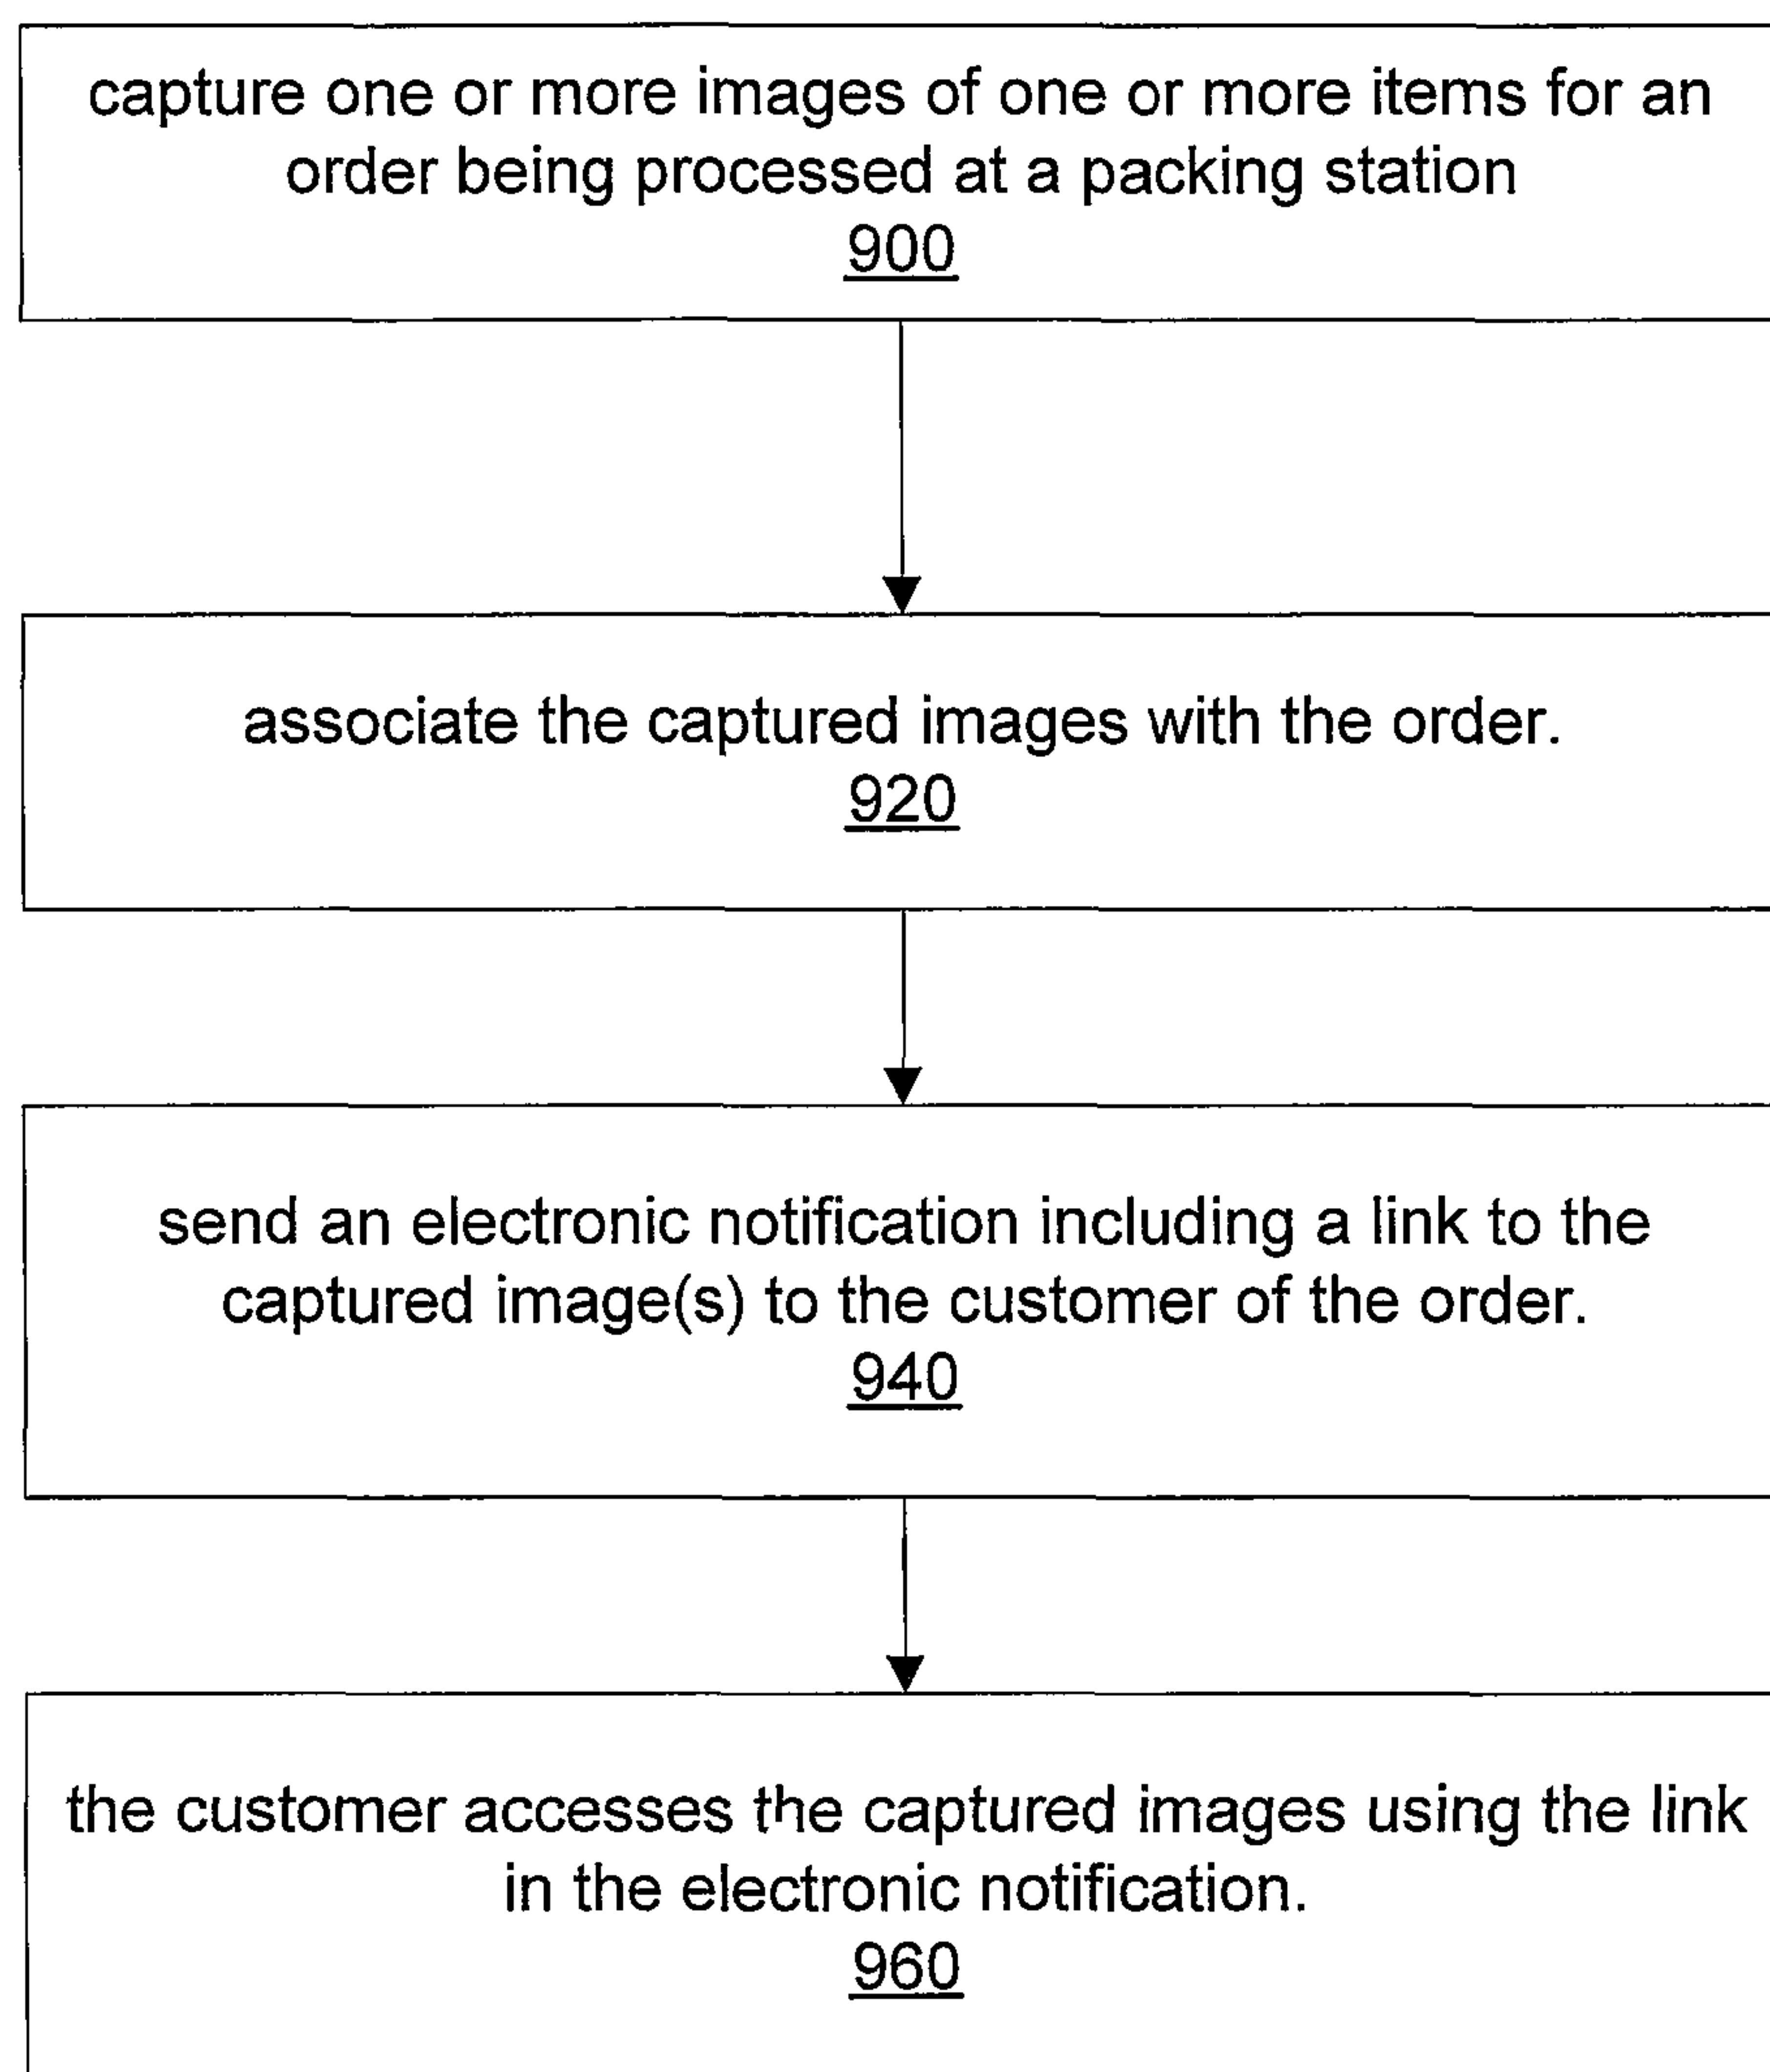 capture one or more images of one or more items for an
order being processed at a packing station
900
associate the captured images with the order.
920
send an electronic notification including a link to the
captured image(s) to the customer of the order.
940
the customer accesses the captured images using the link
in the electronic notification.
960